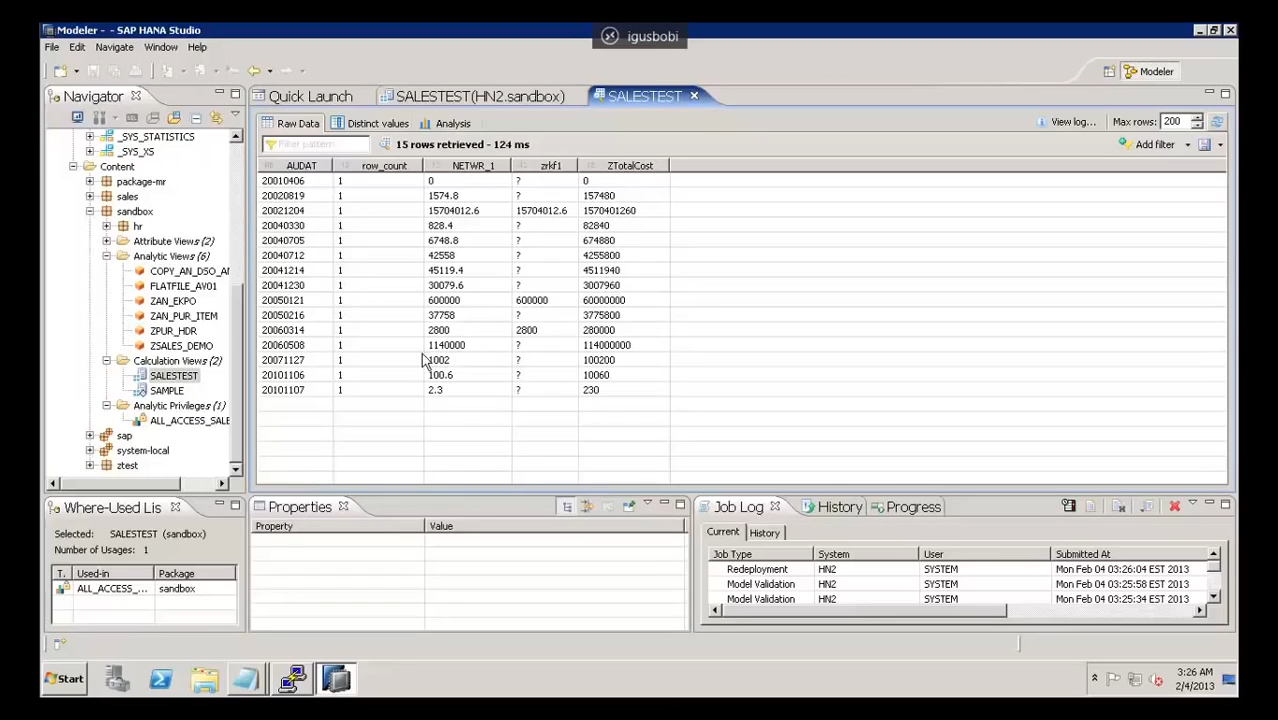 Modeler - - SAP HANA Studio
igusbobi
File Edit Navigate Window Help
Modeler
Navigator
Quick Launch
SALESTEST(HN2.sandbox)
SALESTEST
_SYS_STATISTICS
_SYS_XS
Content
package-mr
sales
sandbox
hr
Attribute Views (2)
Analytic Views (6)
COPY_AN_DSO_AN
FLATFILE_AV01
ZAN_EKPO
ZAN_PUR_ITEM
ZPUR_HDR
ZSALES_DEMO
Calculation Views (2)
SALESTEST
SAMPLE
Analytic Privileges (1)
ALL_ACCESS_SALE
sap
system-local
ztest
Raw Data Distinct values Analysis
View log... Max rows: 200
Filter pattern 15 rows retrieved - 124 ms Add filter
AUDAT row_count NETWR_1 zrkf1 ZTotalCost
20010406 1 0 ? 0
20020819 1 1574.8 ? 157480
20021204 1 15704012.6 15704012.6 1570401260
20040330 1 828.4 ? 82840
20040705 1 6748.8 ? 674880
20040712 1 42558 ? 4255800
20041214 1 45119.4 ? 4511940
20041230 1 30079.6 ? 3007960
20050121 1 600000 600000 60000000
20050216 1 37758 ? 3775800
20060314 1 2800 2800 280000
20060508 1 1140000 ? 114000000
20071127 1 1002 ? 100200
20101106 1 100.6 ? 10060
20101107 1 2.3 ? 230
Where-Used Lis
Selected: SALESTEST (sandbox)
Number of Usages: 1
T. Used-in Package
ALL_ACCESS_... sandbox
Properties
Property Value
Job Log History Progress
Current History
Job Type System User Submitted At
Redeployment HN2 SYSTEM Mon Feb 04 03:26:04 EST 2013
Model Validation HN2 SYSTEM Mon Feb 04 03:25:58 EST 2013
Model Validation HN2 SYSTEM Mon Feb 04 03:25:34 EST 2013
Start
3:26 AM
2/4/2013